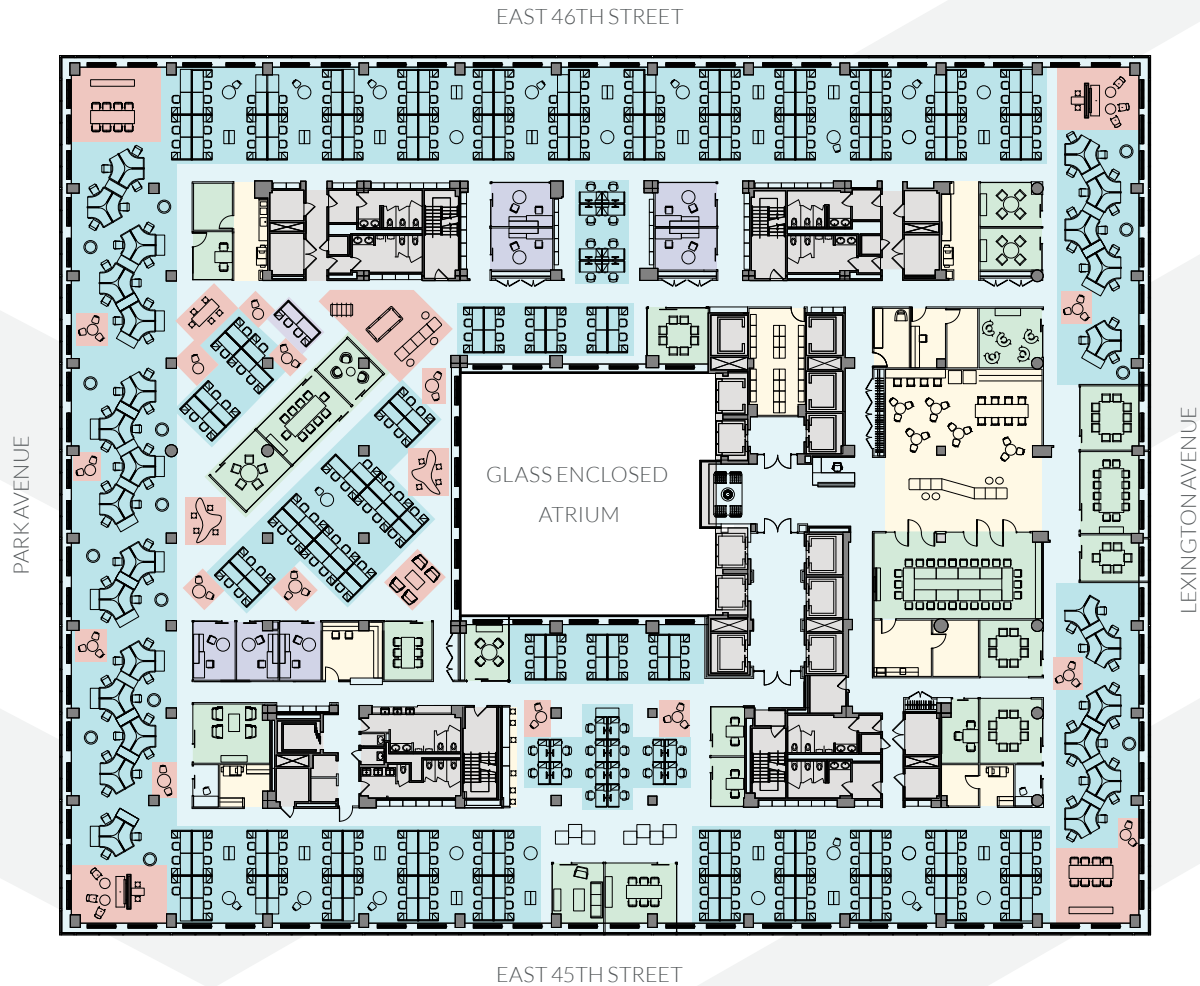 EAST 46TH STREET
PARK AVENUE
GLASS ENCLOSED
ATRIUM
LEXINGTON AVENUE
EAST 45TH STREET